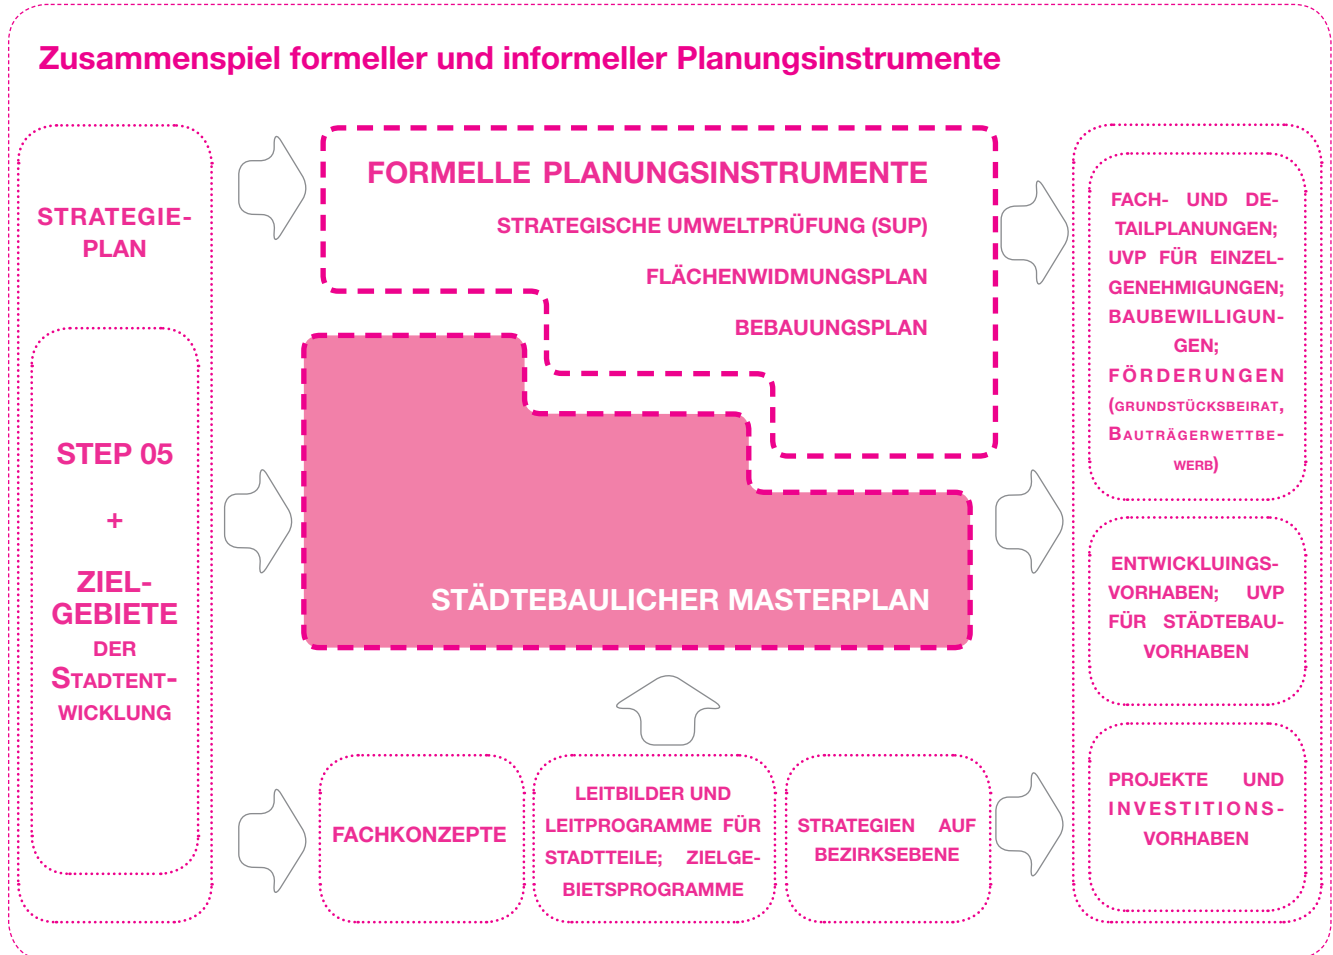 Zusammenspiel formeller und informeller Planungsinstrumente
STRATEGIE-
PLAN
STEP 05
+
ZIEL-
GEBIETE
DER
STADTENT-
WICKLUNG
FORMELLE PLANUNGSINSTRUMENTE
STRATEGISCHE UMWELTPRÜFUNG (SUP)
FLÄCHENWIDMUNGSPLAN
BEBAUUNGSPLAN
STÄDTEBAULICHER MASTERPLAN
FACHKONZEPTE
LEITBILDER UND
LEITPROGRAMME FÜR
STADTTEILE; ZIELGE-
BIETSPROGRAMME
STRATEGIEN AUF
BEZIRKSEBENE
FACH- UND DE-
TAILPLANUNGEN;
UVP FÜR EINZEL-
GENEHMIGUNGEN;
BAUBEWILLIGUN-
GEN;
FÖRDERUNGEN
(GRUNDSTÜCKSBEIRAT,
BAUTRÄGERWETTBE-
WERB)
ENTWICKLUINGS-
VORHABEN; UVP
FÜR STÄDTEBAU-
VORHABEN
PROJEKTE UND
INVESTITIONS-
VORHABEN